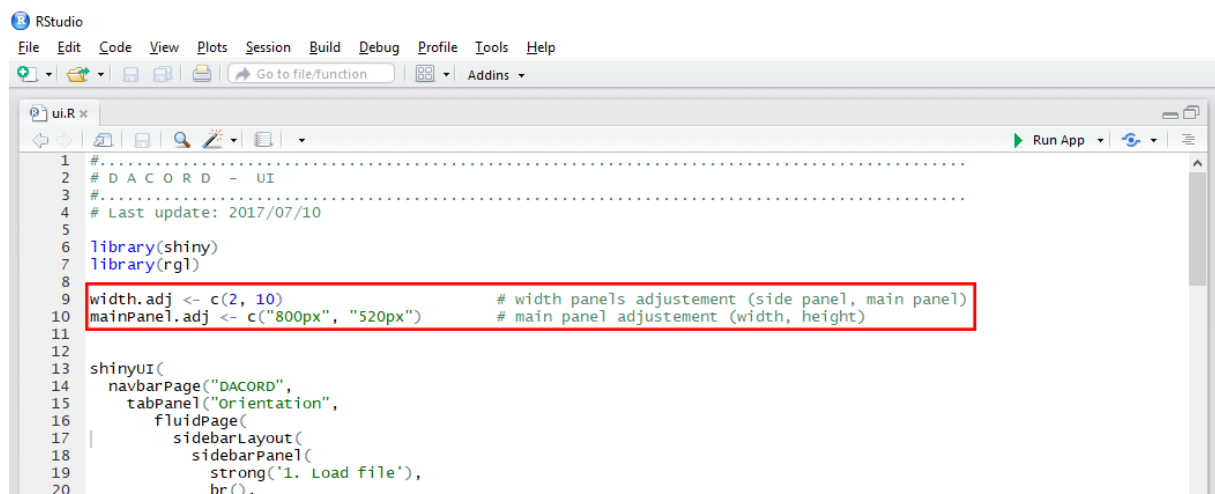 RStudio
File Edit Code View Plots Session Build Debug Profile Tools Help
Go to file/function Addins
ui.R
Run App
1 #................................................................................................
2 # D A C O R D - UI
3 #................................................................................................
4 # Last update: 2017/07/10
5
6 library(shiny)
7 library(rgl)
8
9 width.adj <- c(2, 10) # width panels adjustement (side panel, main panel)
10 mainPanel.adj <- c("800px", "520px") # main panel adjustement (width, height)
11
12
13 shinyUI(
14 navbarPage("DACORD",
15 tabPanel("Orientation",
16 fluidPage(
17 sidebarLayout(
18 sidebarPanel(
19 strong('1. Load file'),
20 br(),